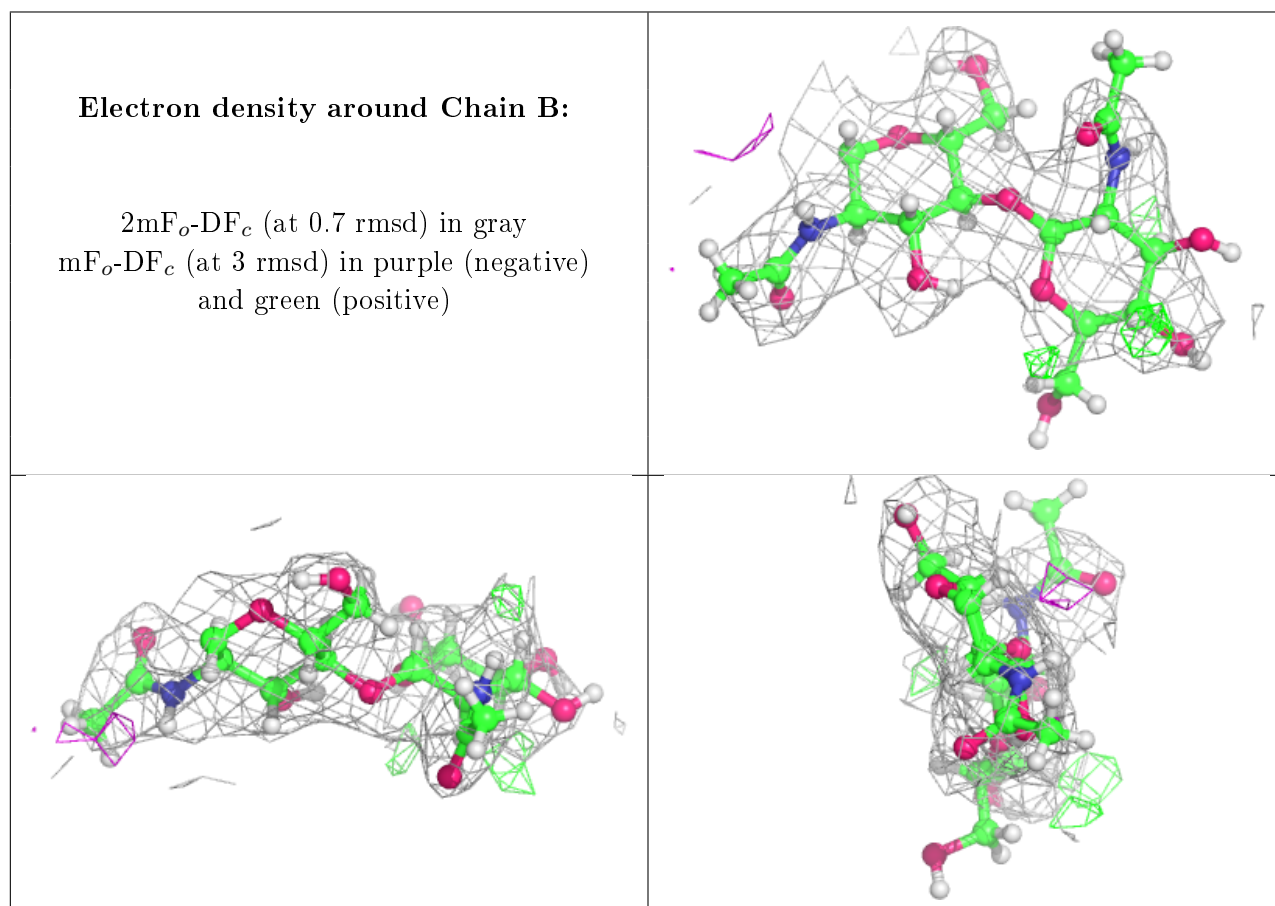 Electron density around Chain B:
2mFo-DFc (at 0.7 rmsd) in gray
mFo-DFc (at 3 rmsd) in purple (negative)
and green (positive)